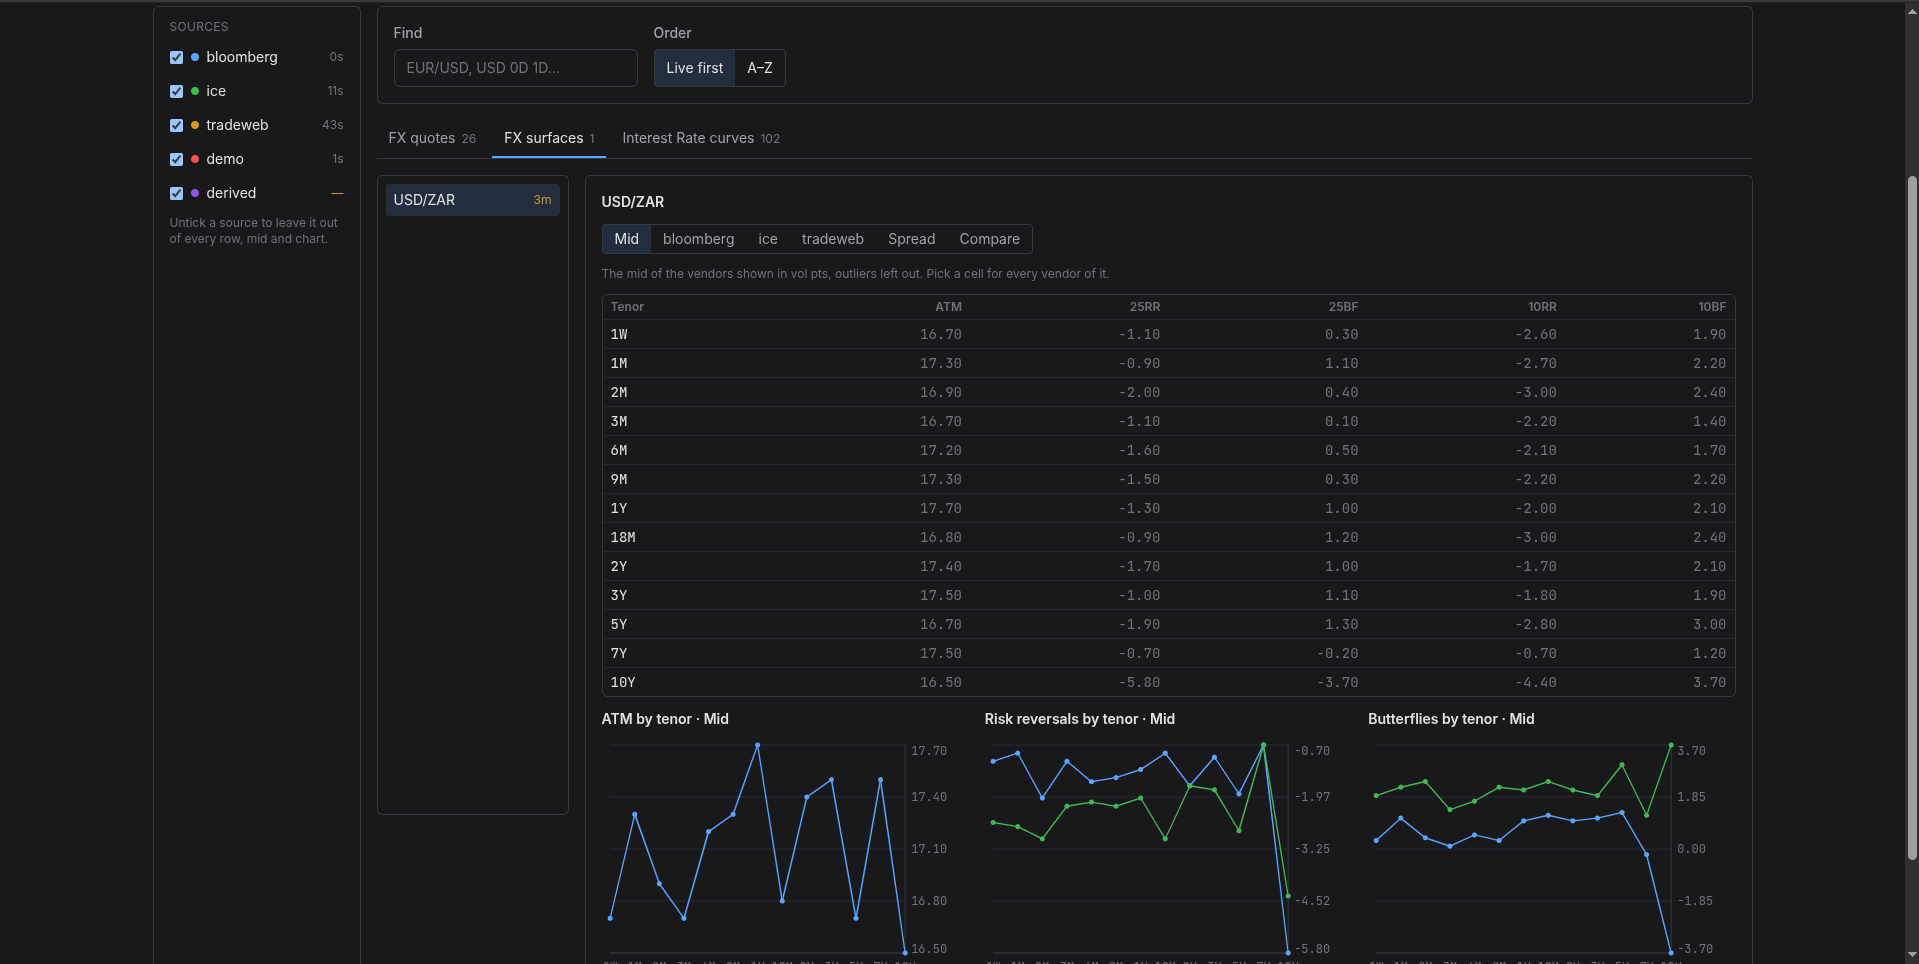 SOURCES
bloomberg 0s
ice 11s
tradeweb 43s
demo 1s
derived —
Untick a source to leave it out
of every row, mid and chart.
Find
EUR/USD, USD 0D 1D...
Order
Live first A–Z
FX quotes 26 FX surfaces 1 Interest Rate curves 102
USD/ZAR 3m
USD/ZAR
Mid bloomberg ice tradeweb Spread Compare
The mid of the vendors shown in vol pts, outliers left out. Pick a cell for every vendor of it.
Tenor ATM 25RR 25BF 10RR 10BF
1W 16.70 -1.10 0.30 -2.60 1.90
1M 17.30 -0.90 1.10 -2.70 2.20
2M 16.90 -2.00 0.40 -3.00 2.40
3M 16.70 -1.10 0.10 -2.20 1.40
6M 17.20 -1.60 0.50 -2.10 1.70
9M 17.30 -1.50 0.30 -2.20 2.20
1Y 17.70 -1.30 1.00 -2.00 2.10
18M 16.80 -0.90 1.20 -3.00 2.40
2Y 17.40 -1.70 1.00 -1.70 2.10
3Y 17.50 -1.00 1.10 -1.80 1.90
5Y 16.70 -1.90 1.30 -2.80 3.00
7Y 17.50 -0.70 -0.20 -0.70 1.20
10Y 16.50 -5.80 -3.70 -4.40 3.70
ATM by tenor · Mid
17.70
17.40
17.10
16.80
16.50
Risk reversals by tenor · Mid
-0.70
-1.97
-3.25
-4.52
-5.80
Butterflies by tenor · Mid
3.70
1.85
0.00
-1.85
-3.70